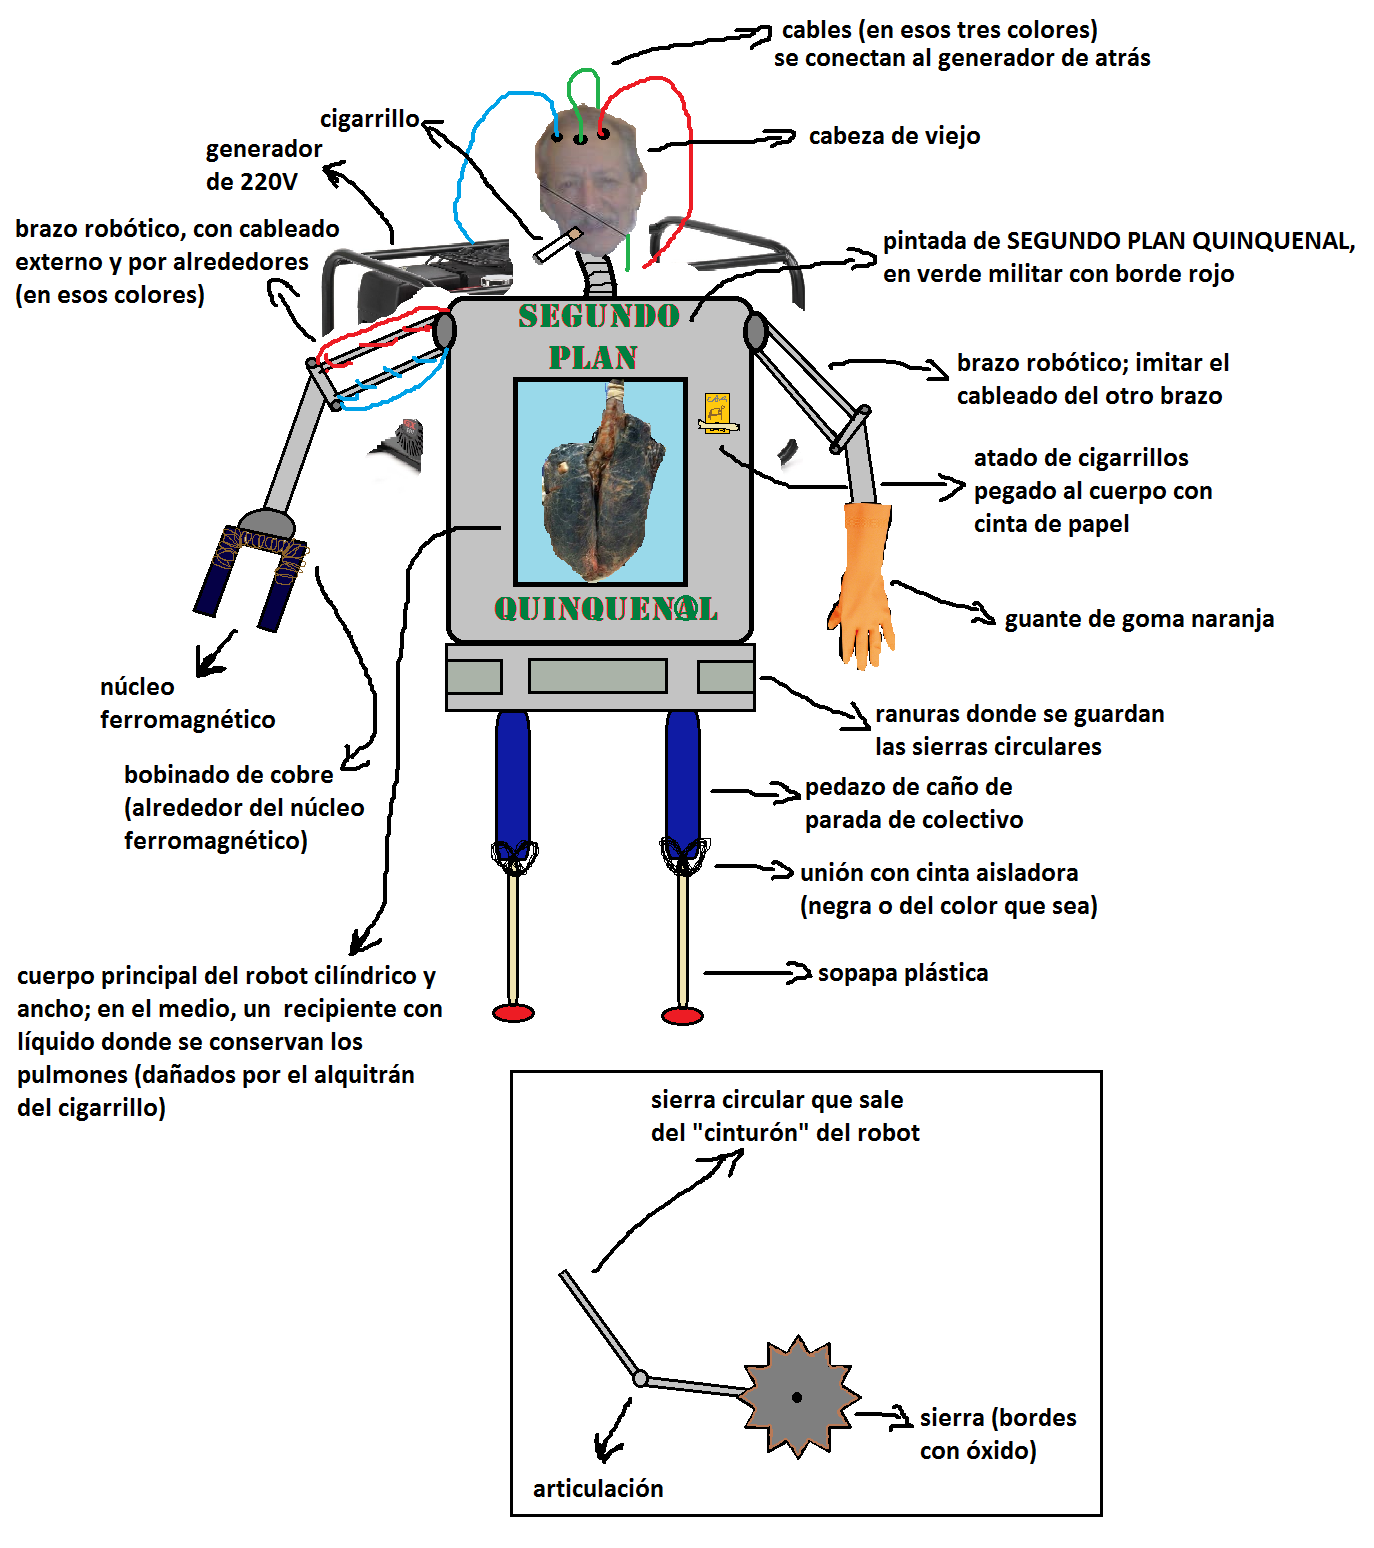 cables (en esos tres colores)
se conectan al generador de atrás
cigarrillo
cabeza de viejo
generador
de 220V
brazo robótico, con cableado
externo y por alrededores
(en esos colores)
pintada de SEGUNDO PLAN QUINQUENAL,
en verde militar con borde rojo
SEGUNDO
PLAN
QUINQUENAL
brazo robótico; imitar el
cableado del otro brazo
atado de cigarrillos
pegado al cuerpo con
cinta de papel
guante de goma naranja
núcleo
ferromagnético
ranuras donde se guardan
las sierras circulares
bobinado de cobre
(alrededor del núcleo
ferromagnético)
pedazo de caño de
parada de colectivo
unión con cinta aisladora
(negra o del color que sea)
sopapa plástica
cuerpo principal del robot cilíndrico y
ancho; en el medio, un recipiente con
líquido donde se conservan los
pulmones (dañados por el alquitrán
del cigarrillo)
sierra circular que sale
del "cinturón" del robot
sierra (bordes
con óxido)
articulación